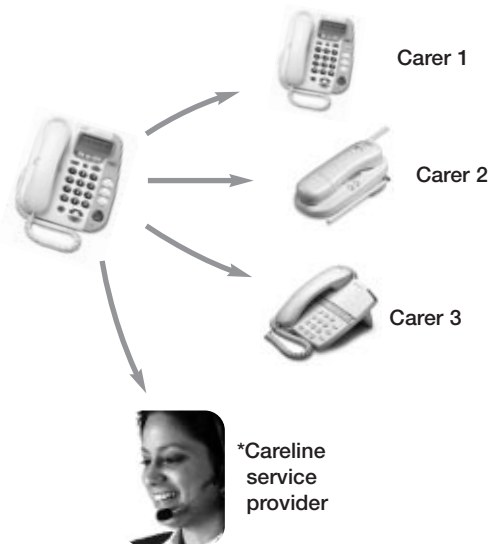 Carer 1
Carer 2
Carer 3
*Careline
service
provider